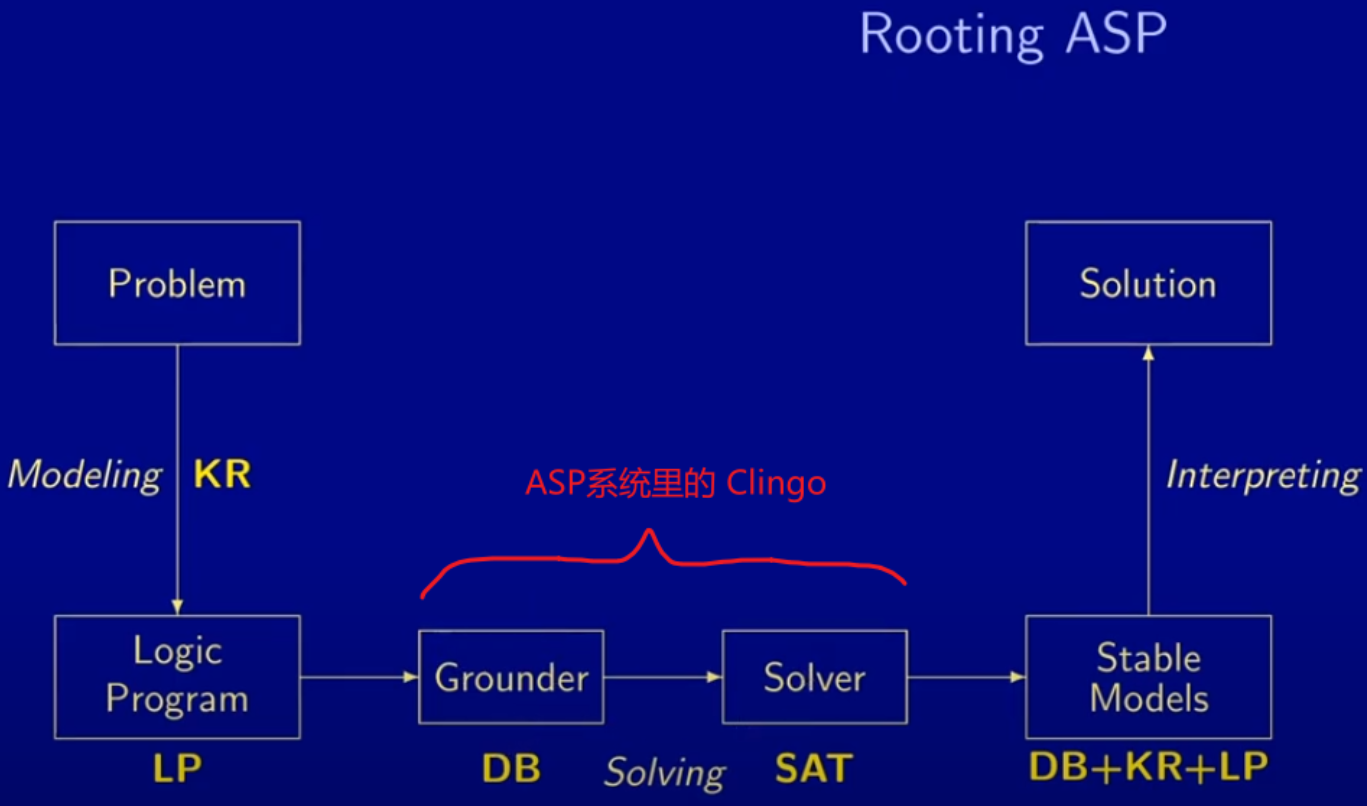 Rooting ASP
Problem
Solution
Modeling KR
ASP系统里的 Clingo
Interpreting
Logic
Program
Grounder
Solver
Stable
Models
LP
DB
Solving
SAT
DB+KR+LP